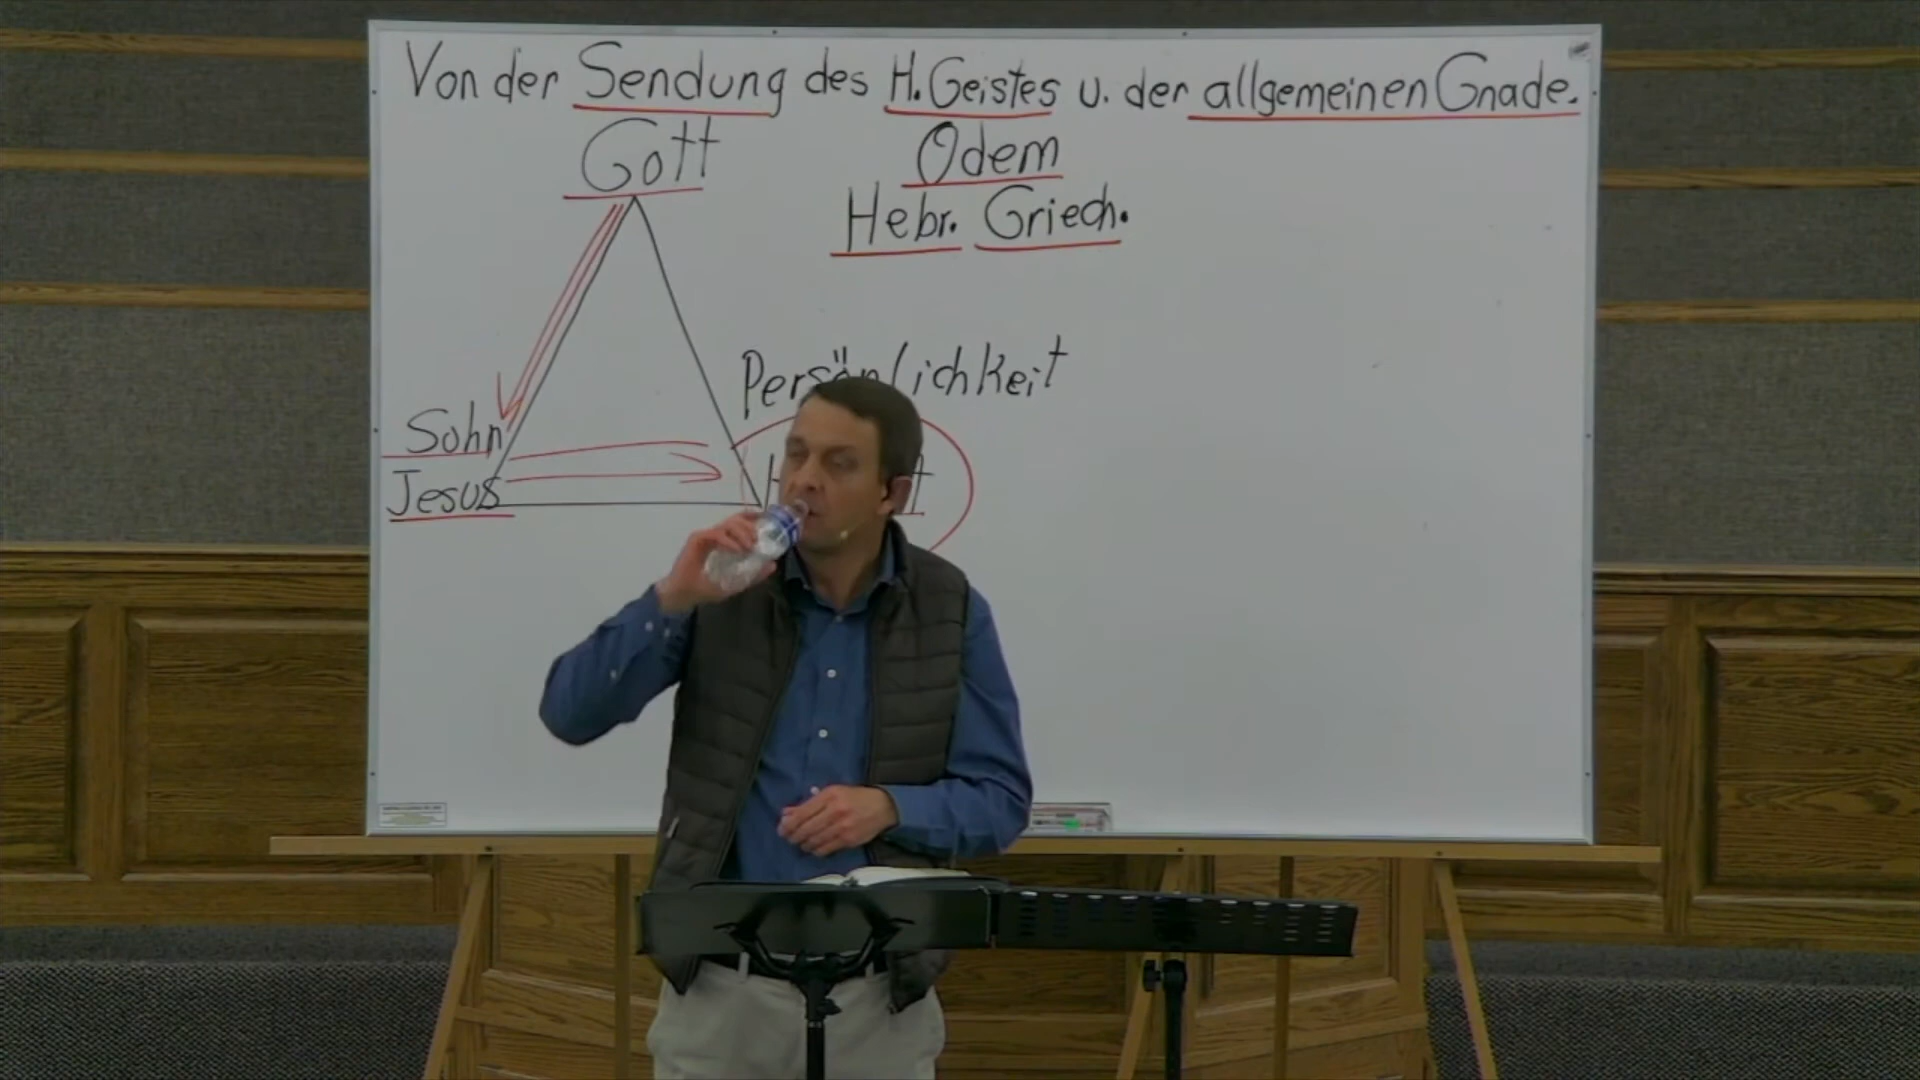 Von der Sendung des H. Geistes u. der allgemeinen Gnade.
Gott
Odem
Hebr. Griech.
Persönlichkeit
Sohn
Jesus